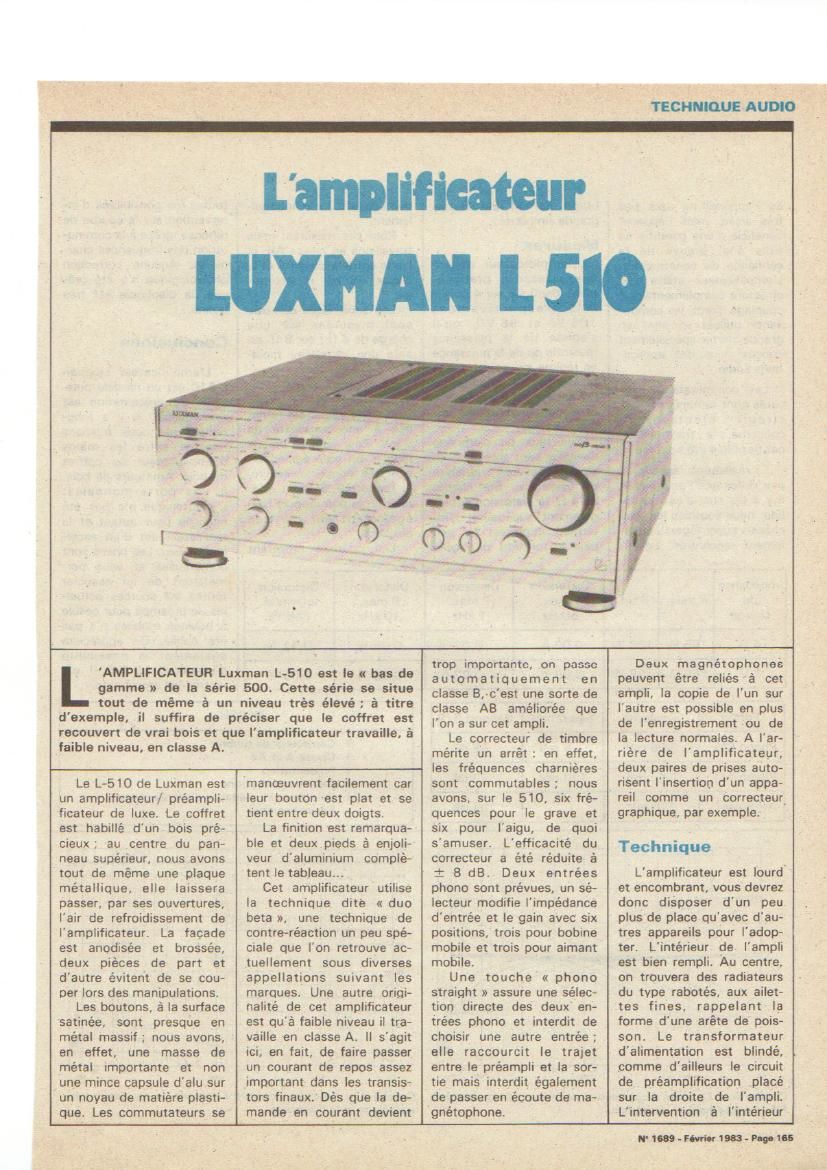 TECHNIQUE AUDIO
L'amplificateur
LUXMAN L 510
LUXMAN
L'AMPLIFICATEUR Luxman L-510 est le « bas de
gamme » de la série 500. Cette série se situe
tout de même à un niveau très élevé ; à titre
d'exemple, il suffira de préciser que le coffret est
recouvert de vrai bois et que l'amplificateur travaille, à
faible niveau, en classe A.
Le L-510 de Luxman est
un amplificateur/ préampli-
ficateur de luxe. Le coffret
est habillé d'un bois pré-
cieux ; au centre du pan-
neau supérieur, nous avons
tout de même une plaque
métallique, elle laissera
passer, par ses ouvertures,
l'air de refroidissement de
l'amplificateur. La façade
est anodisée et brossée,
deux pièces de part et
d'autre évitent de se cou-
per lors des manipulations.
Les boutons, à la surface
satinée, sont presque en
métal massif ; nous avons,
en effet, une masse de
métal importante et non
une mince capsule d'alu sur
un noyau de matière plasti-
que. Les commutateurs se
manœuvrent facilement car
leur bouton est plat et se
tient entre deux doigts.
La finition est remarqua-
ble et deux pieds à enjoli-
veur d'aluminium complè-
tent le tableau...
Cet amplificateur utilise
la technique dite « duo
beta », une technique de
contre-réaction un peu spé-
ciale que l'on retrouve ac-
tuellement sous diverses
appellations suivant les
marques. Une autre origi-
nalité de cet amplificateur
est qu'à faible niveau il tra-
vaille en classe A. Il s'agit
ici, en fait, de faire passer
un courant de repos assez
important dans les transis-
tors finaux. Dès que la de-
mande en courant devient
trop importante, on passe
automatiquement en
classe B, c'est une sorte de
classe AB améliorée que
l'on a sur cet ampli.
Le correcteur de timbre
mérite un arrêt : en effet,
les fréquences charnières
sont commutables ; nous
avons, sur le 510, six fré-
quences pour le grave et
six pour l'aigu, de quoi
s'amuser. L'efficacité du
correcteur a été réduite à
± 8 dB. Deux entrées
phono sont prévues, un sé-
lecteur modifie l'impédance
d'entrée et le gain avec six
positions, trois pour bobine
mobile et trois pour aimant
mobile.
Une touche « phono
straight » assure une sélec-
tion directe des deux en-
trées phono et interdit de
choisir une autre entrée ;
elle raccourcit le trajet
entre le préampli et la sor-
tie mais interdit également
de passer en écoute de ma-
gnétophone.
Deux magnétophones
peuvent être reliés à cet
ampli, la copie de l'un sur
l'autre est possible en plus
de l'enregistrement ou de
la lecture normales. A l'ar-
rière de l'amplificateur,
deux paires de prises auto-
risent l'insertion d'un appa-
reil comme un correcteur
graphique, par exemple.
Technique
L'amplificateur est lourd
et encombrant, vous devrez
donc disposer d'un peu
plus de place qu'avec d'au-
tres appareils pour l'adop-
ter. L'intérieur de l'ampli
est bien rempli. Au centre,
on trouvera des radiateurs
du type rabotés, aux ailet-
tes fines, rappelant la
forme d'une arête de pois-
son. Le transformateur
d'alimentation est blindé,
comme d'ailleurs le circuit
de préamplification placé
sur la droite de l'ampli.
L'intervention à l'intérieur
N° 1689 - Février 1983 - Page 165